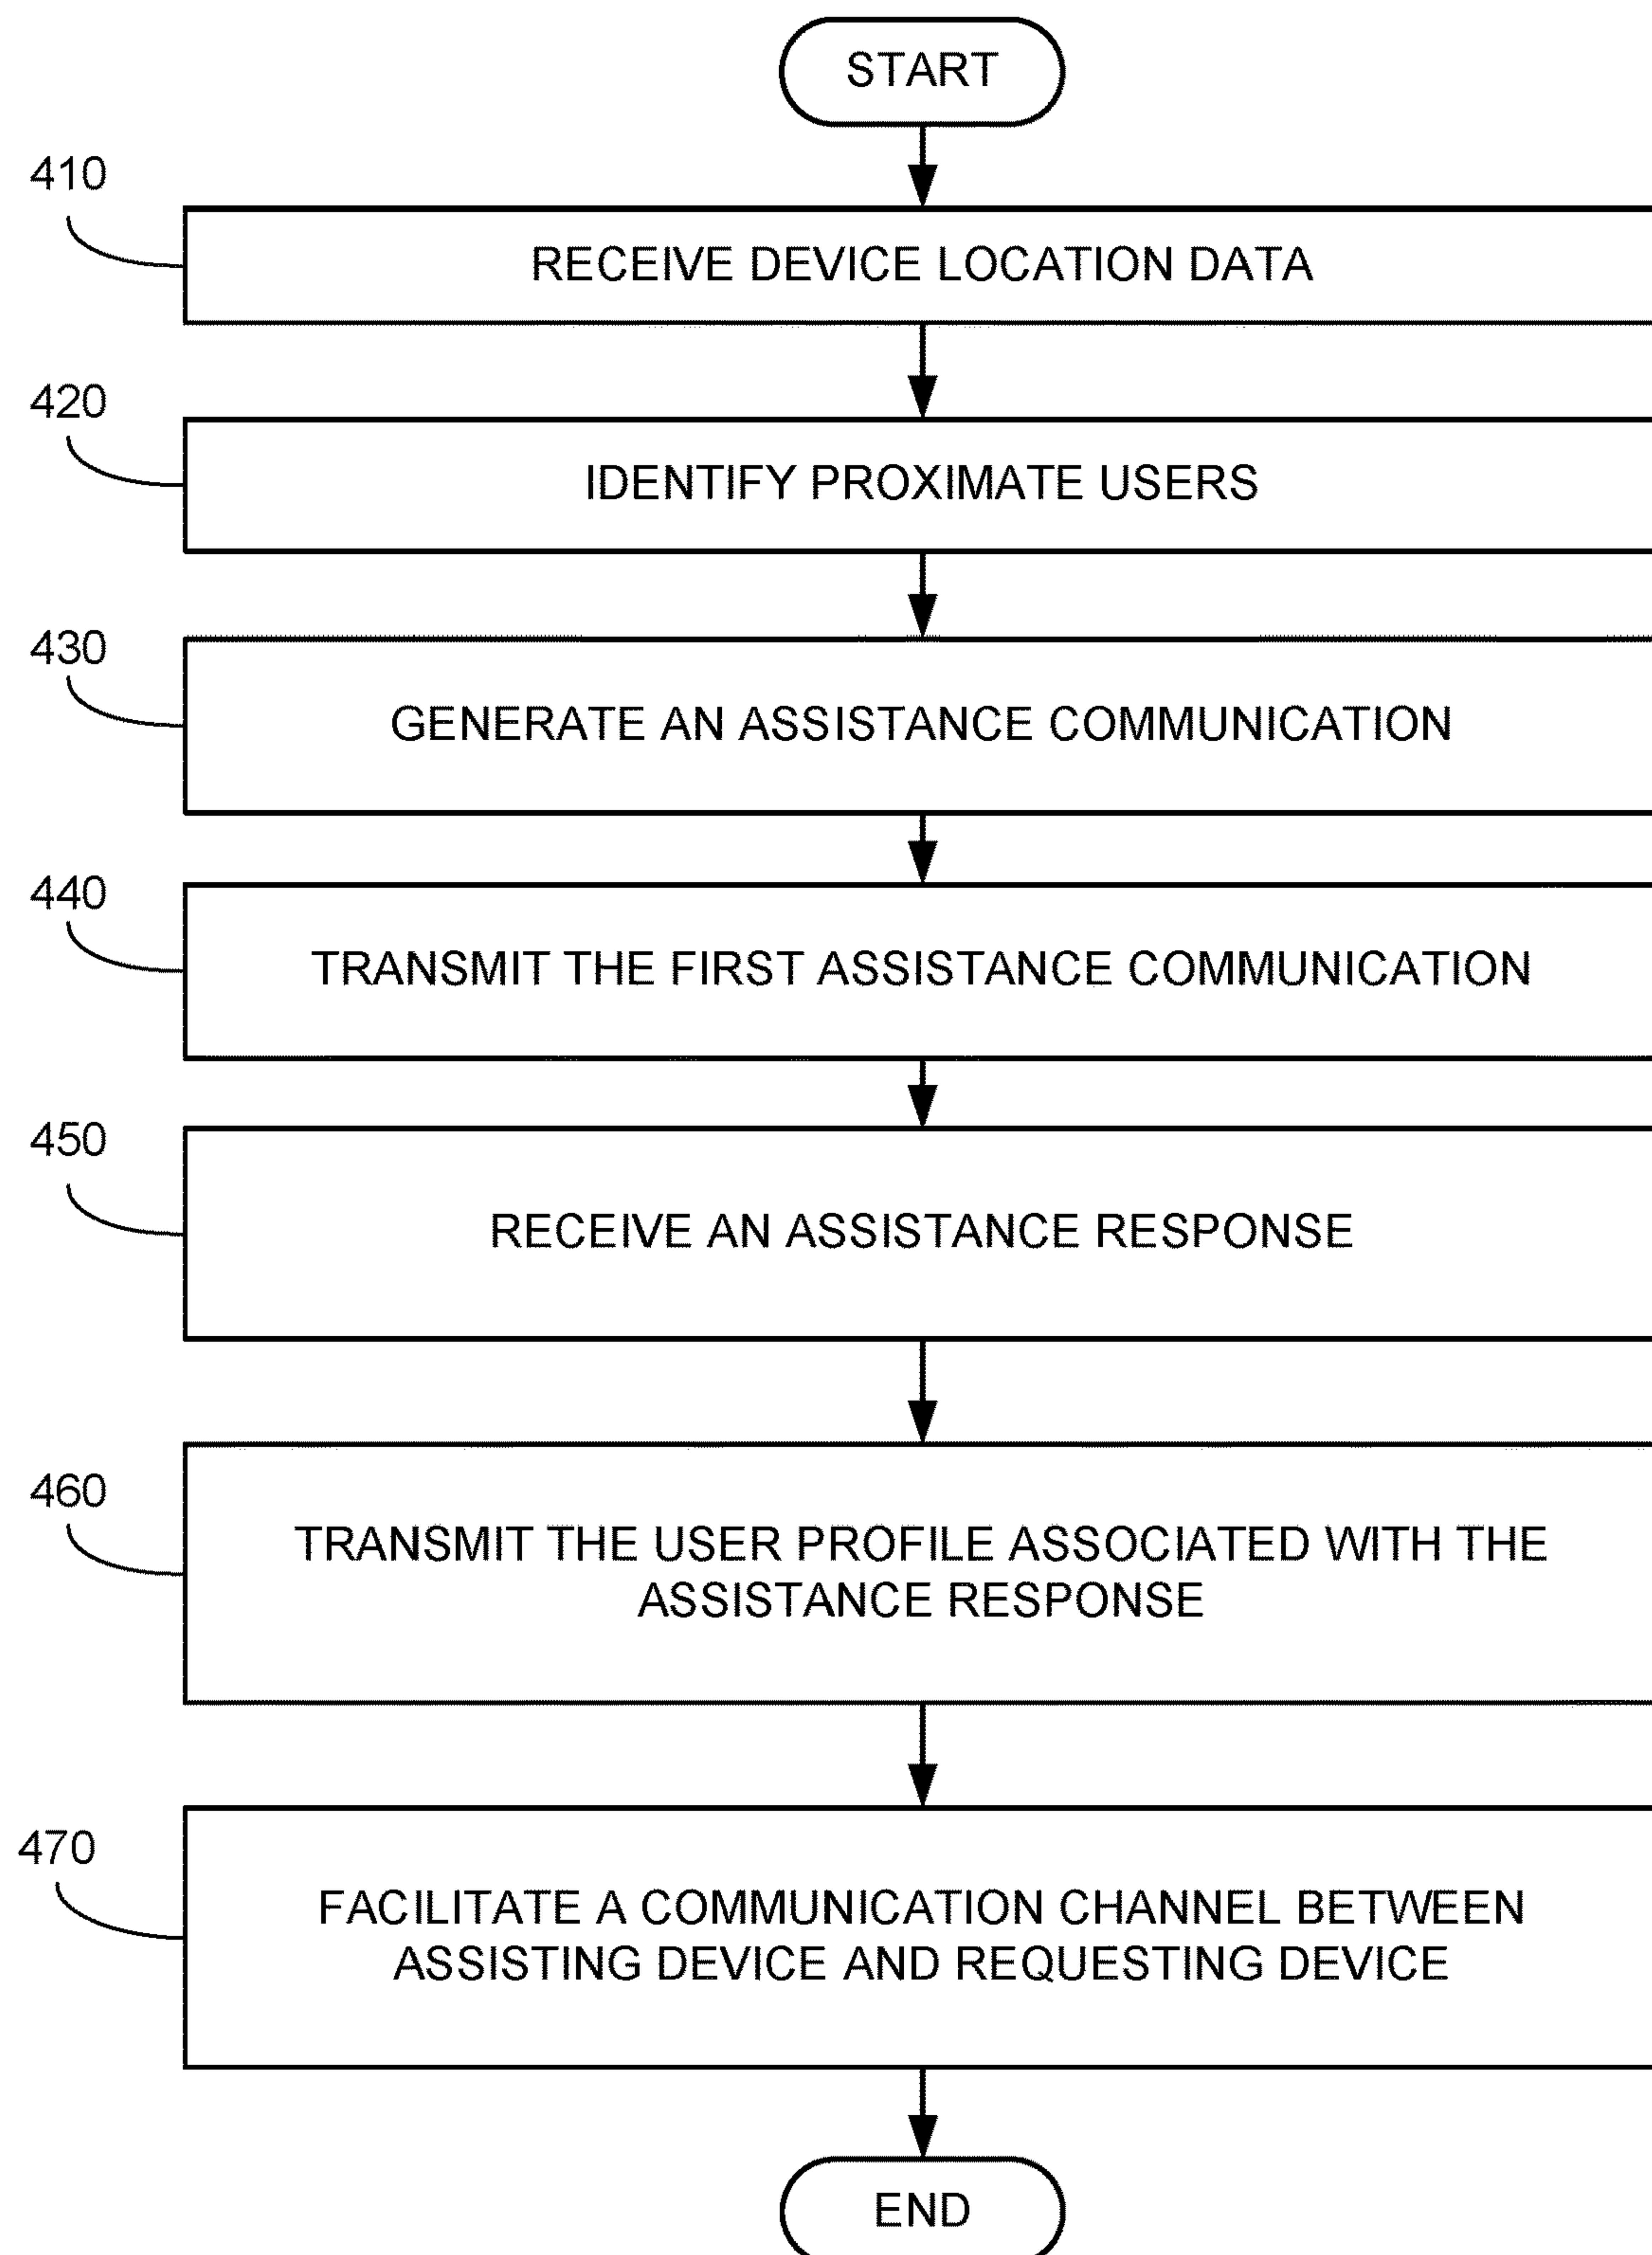 START
410
RECEIVE DEVICE LOCATION DATA
420
IDENTIFY PROXIMATE USERS
430
GENERATE AN ASSISTANCE COMMUNICATION
440
TRANSMIT THE FIRST ASSISTANCE COMMUNICATION
450
RECEIVE AN ASSISTANCE RESPONSE
460
TRANSMIT THE USER PROFILE ASSOCIATED WITH THE
ASSISTANCE RESPONSE
470
FACILITATE A COMMUNICATION CHANNEL BETWEEN
ASSISTING DEVICE AND REQUESTING DEVICE
END